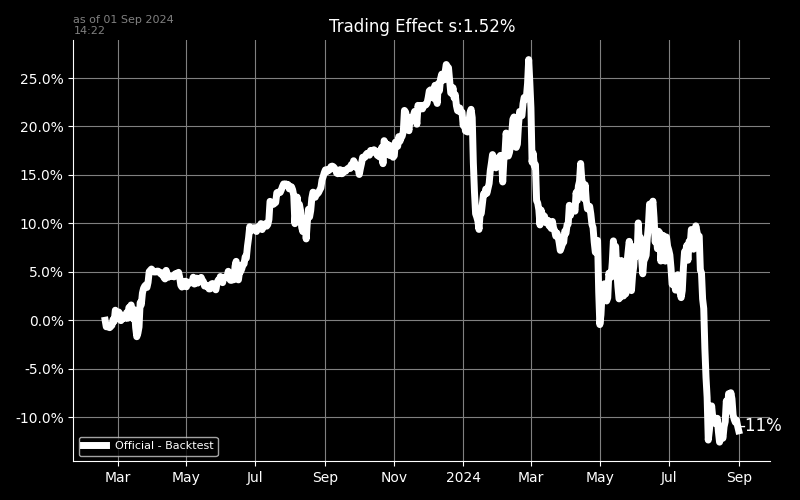 as of 01 Sep 2024
14:22
Trading Effect s:1.52%
25.0%
20.0%
15.0%
10.0%
5.0%
0.0%
-5.0%
-10.0%
-11%
Official - Backtest
Mar May Jul Sep Nov 2024 Mar May Jul Sep